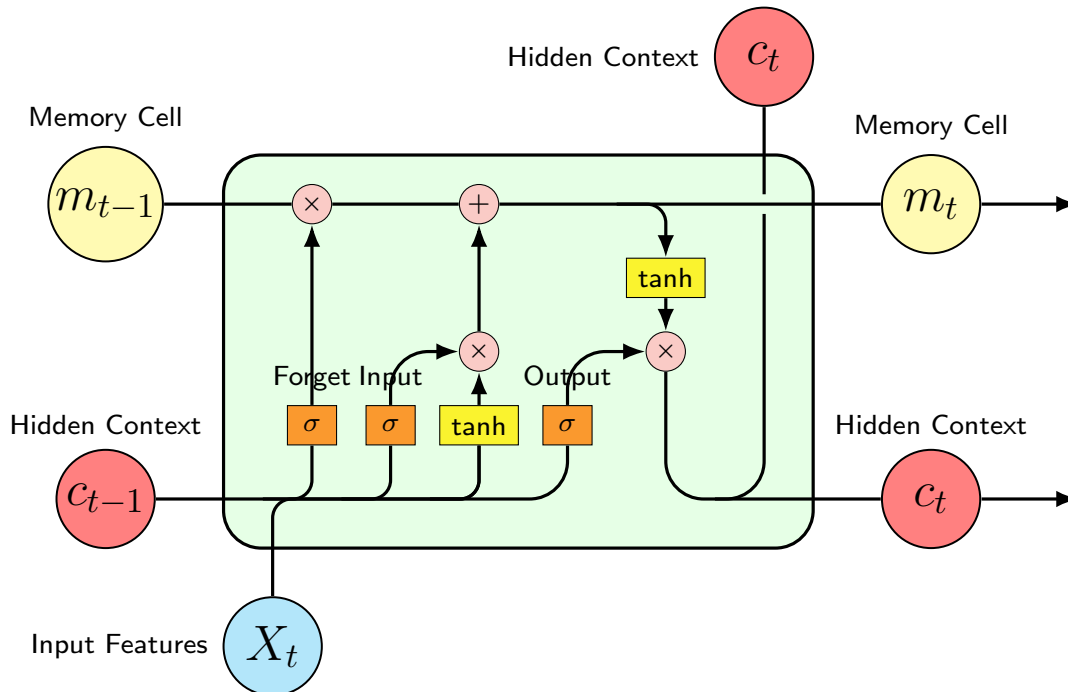 Hidden Context
c_t
Memory Cell
Memory Cell
m_{t−1}
×
+
m_t
tanh
×
×
Forget Input
Output
Hidden Context
σ
σ
tanh
σ
Hidden Context
c_{t−1}
c_t
Input Features
X_t